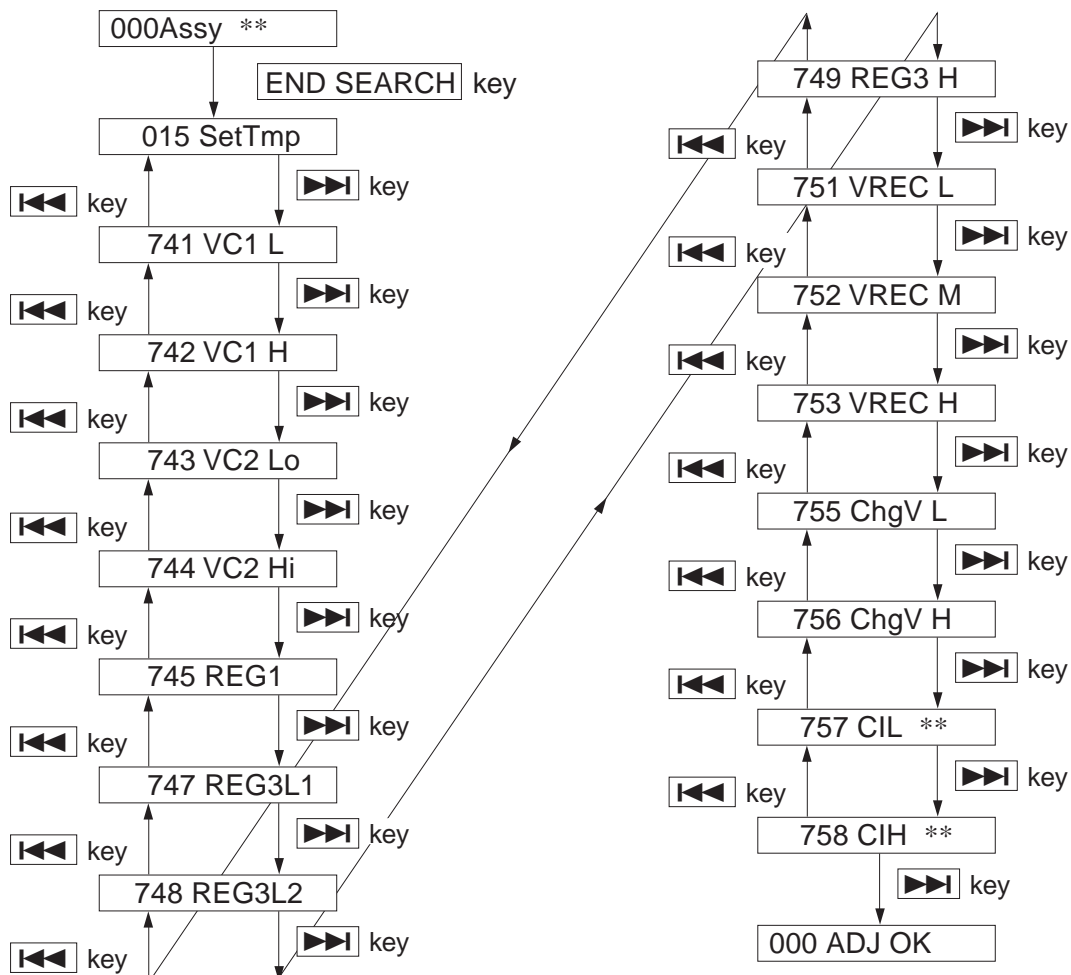 000Assy **
END SEARCH key
015 SetTmp
key
key
741 VC1 L
key
key
742 VC1 H
key
key
743 VC2 Lo
key
key
744 VC2 Hi
key
key
745 REG1
key
key
747 REG3L1
key
key
748 REG3L2
key
key
749 REG3 H
key
key
751 VREC L
key
key
752 VREC M
key
key
753 VREC H
key
key
755 ChgV L
key
key
756 ChgV H
key
key
757 CIL **
key
key
758 CIH **
key
000 ADJ OK